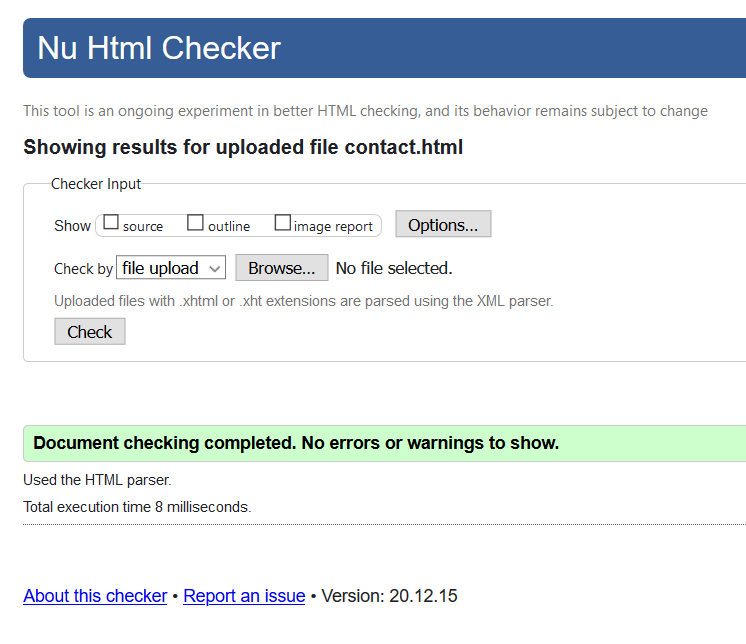 Nu Html Checker
This tool is an ongoing experiment in better HTML checking, and its behavior remains subject to change
Showing results for uploaded file contact.html
Checker Input
Show source outline image report Options...
Check by file upload Browse... No file selected.
Uploaded files with .xhtml or .xht extensions are parsed using the XML parser.
Check
Document checking completed. No errors or warnings to show.
Used the HTML parser.
Total execution time 8 milliseconds.
About this checker • Report an issue • Version: 20.12.15